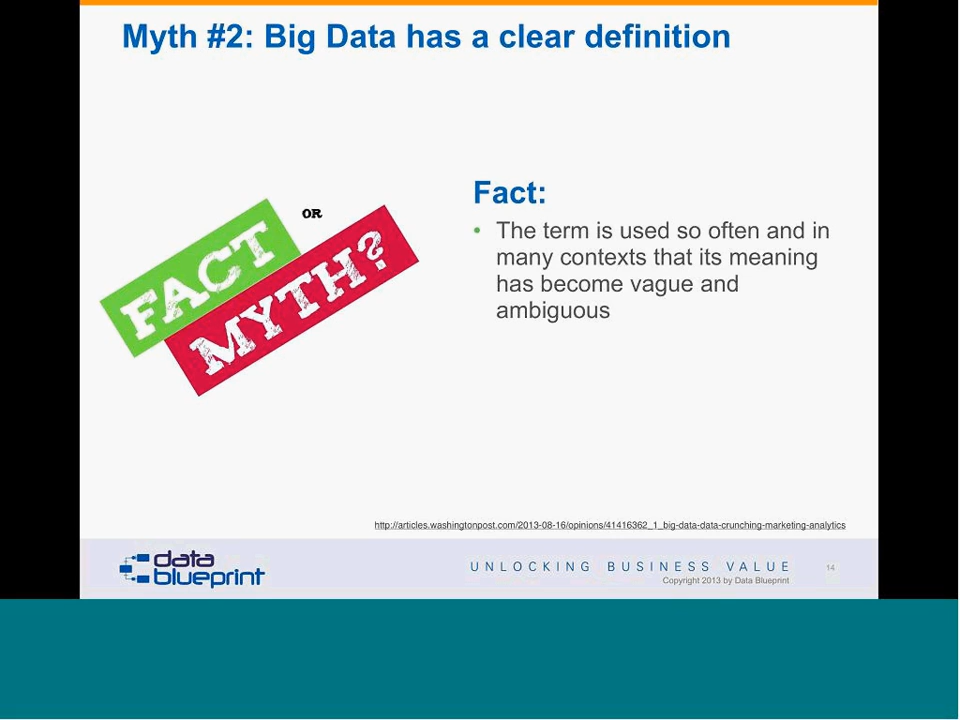 Myth #2: Big Data has a clear definition
FACT
OR
MYTH?
Fact:
• The term is used so often and in
many contexts that its meaning
has become vague and
ambiguous
http://articles.washingtonpost.com/2013-08-16/opinions/41416362_1_big-data-data-crunching-marketing-analytics
data
blueprint
UNLOCKING BUSINESS VALUE
14
Copyright 2013 by Data Blueprint